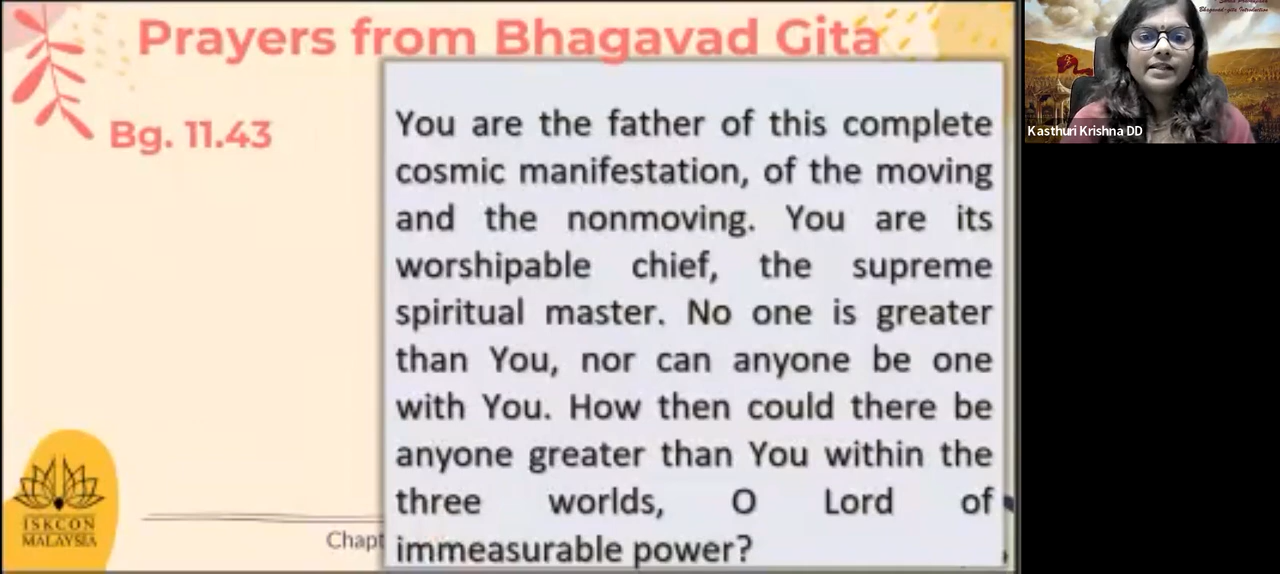 Prayers from Bhagavad Gita
Bg. 11.43
You are the father of this complete
cosmic manifestation, of the moving
and the nonmoving. You are its
worshipable chief, the supreme
spiritual master. No one is greater
than You, nor can anyone be one
with You. How then could there be
anyone greater than You within the
three worlds, O Lord of
immeasurable power?
ISKCON
MALAYSIA
Chapt
Bhagavad-gita Introduction
Kasthuri Krishna DD